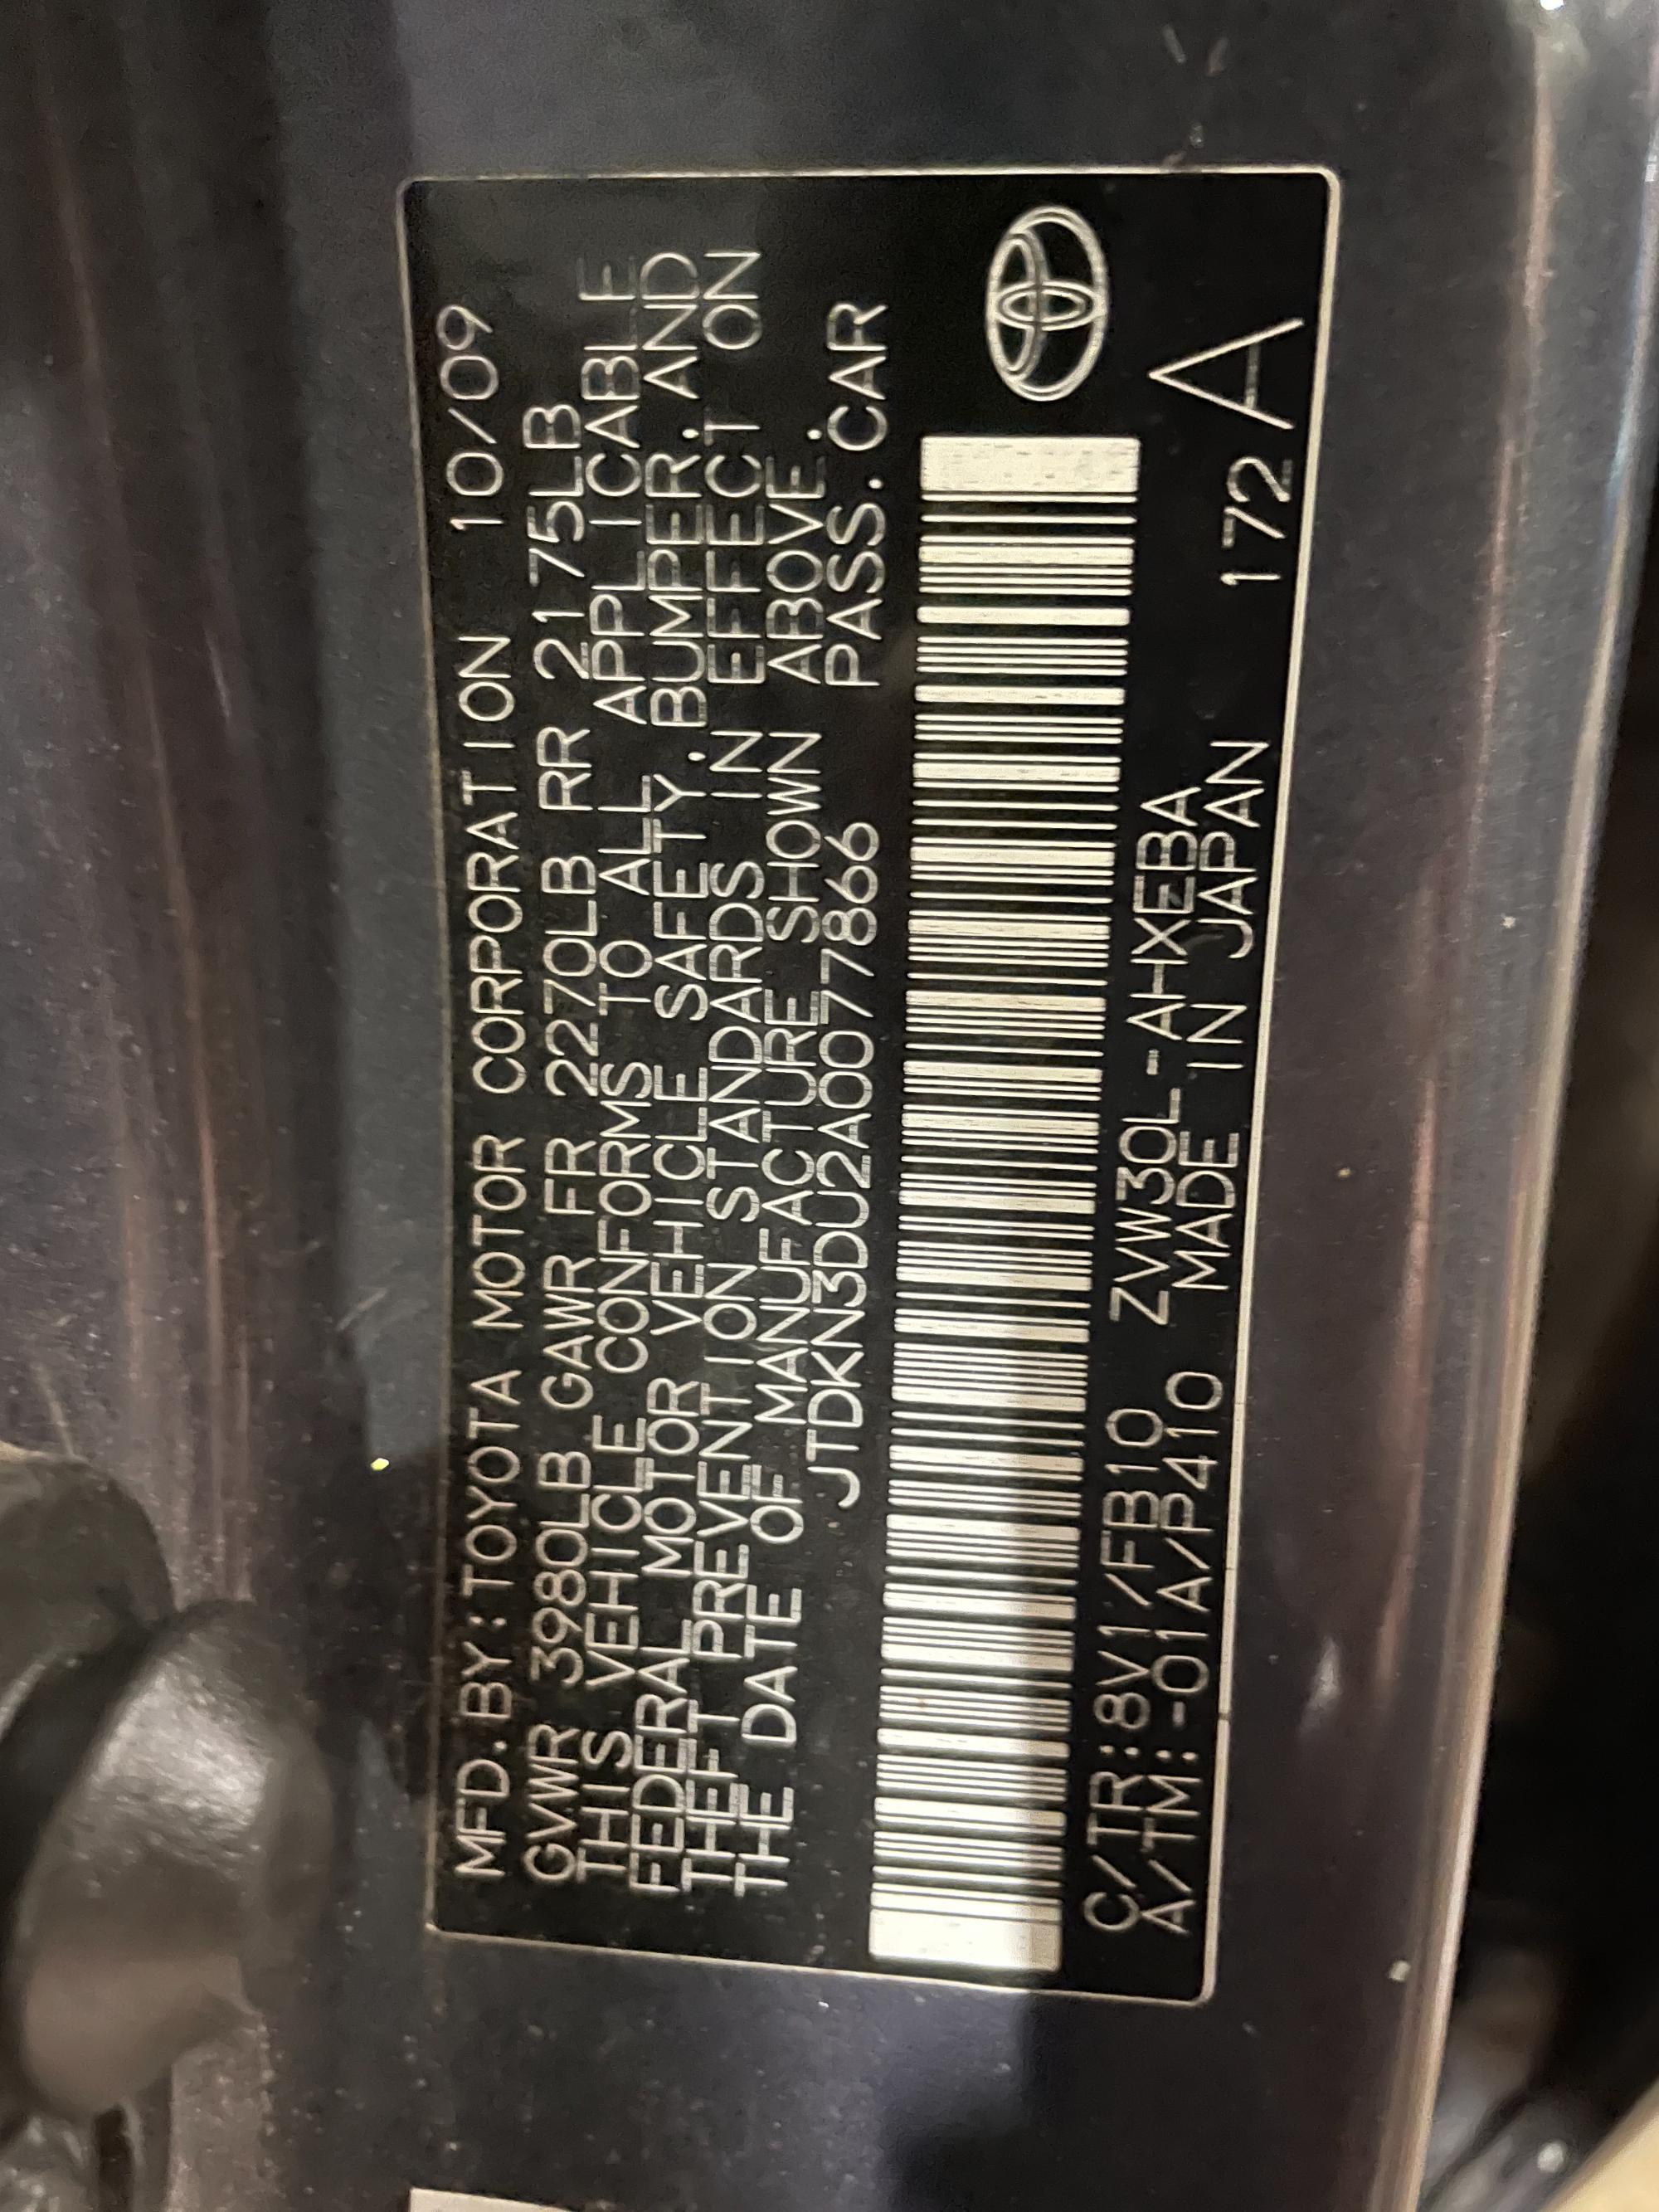 MFD.BY:TOYOTA MOTOR CORPORATION 10/09
GVWR 3980LB GAWR FR 2270LB RR 2175LB
THIS VEHICLE CONFORMS TO ALL APPLICABLE
FEDERAL MOTOR VEHICLE SAFETY, BUMPER, AND
THEFT PREVENTION STANDARDS IN EFFECT ON
THE DATE OF MANUFACTURE SHOWN ABOVE.
JTDKN3DU2A0077866 PASS.CAR
C/TR:8V1/FB10 ZVW30L-AHXEBA
A/TM:-01A/P410 MADE IN JAPAN 172A